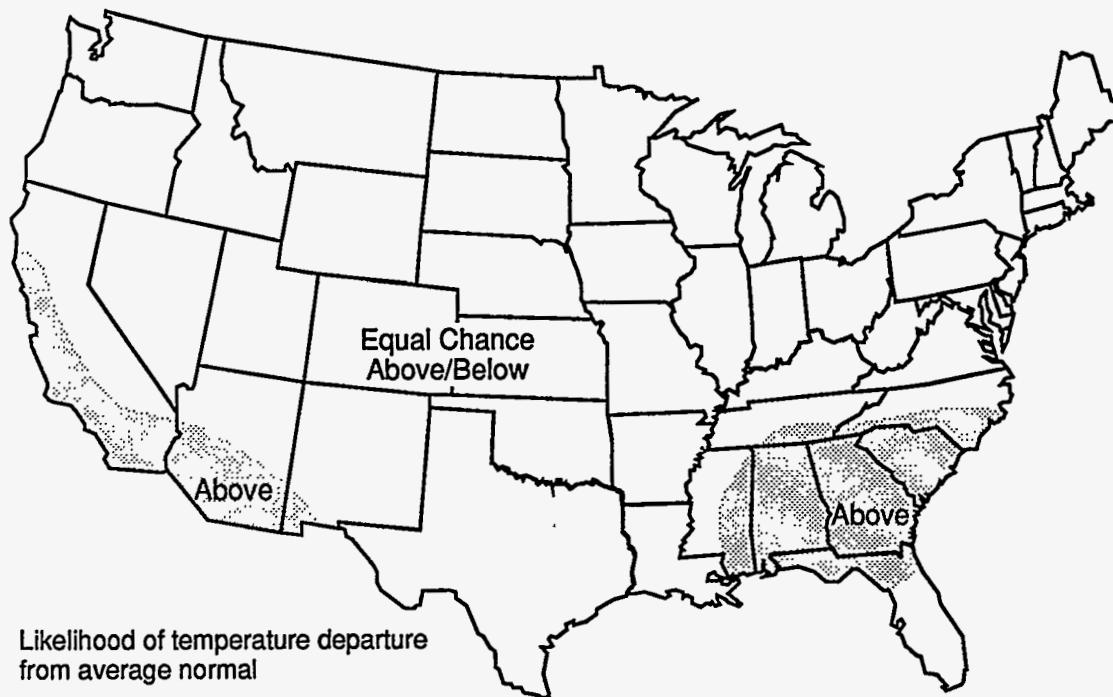 Equal Chance
Above/Below
Above
Above
Likelihood of temperature departure
from average normal